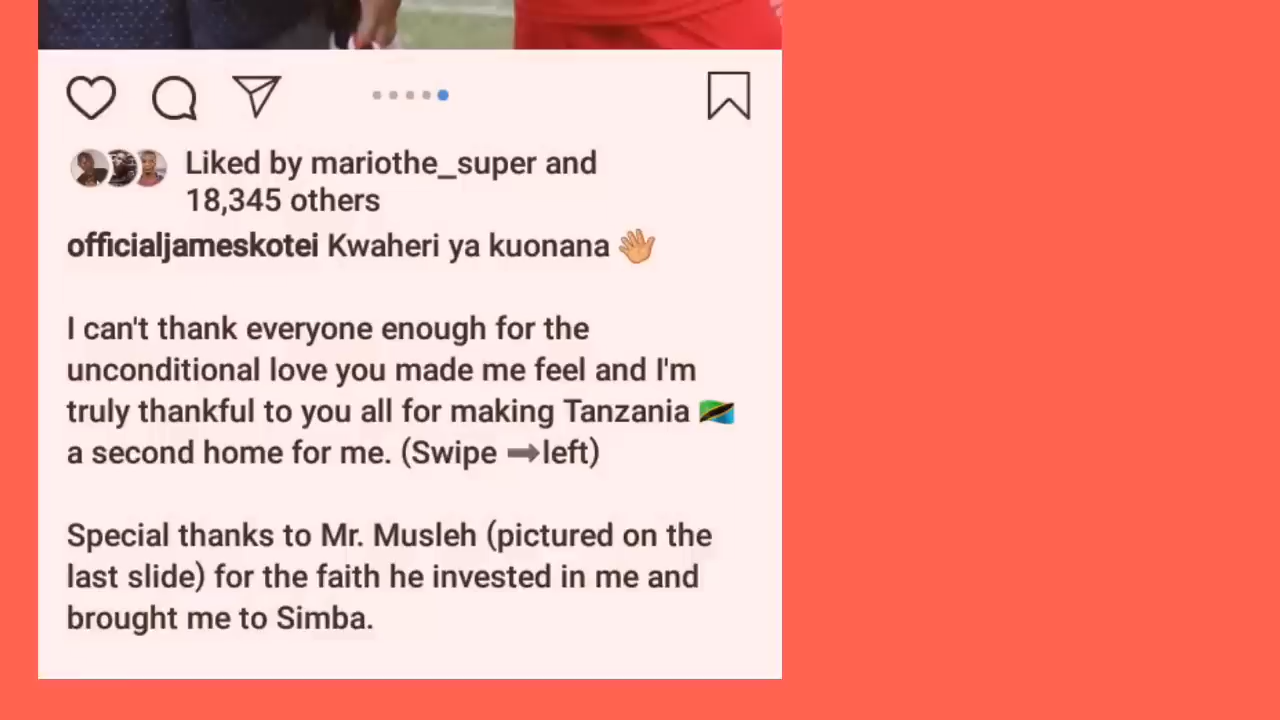 Liked by mariothe_super and
18,345 others
officialjameskotei Kwaheri ya kuonana 👋
I can't thank everyone enough for the
unconditional love you made me feel and I'm
truly thankful to you all for making Tanzania 🇹🇿
a second home for me. (Swipe ➡left)
Special thanks to Mr. Musleh (pictured on the
last slide) for the faith he invested in me and
brought me to Simba.